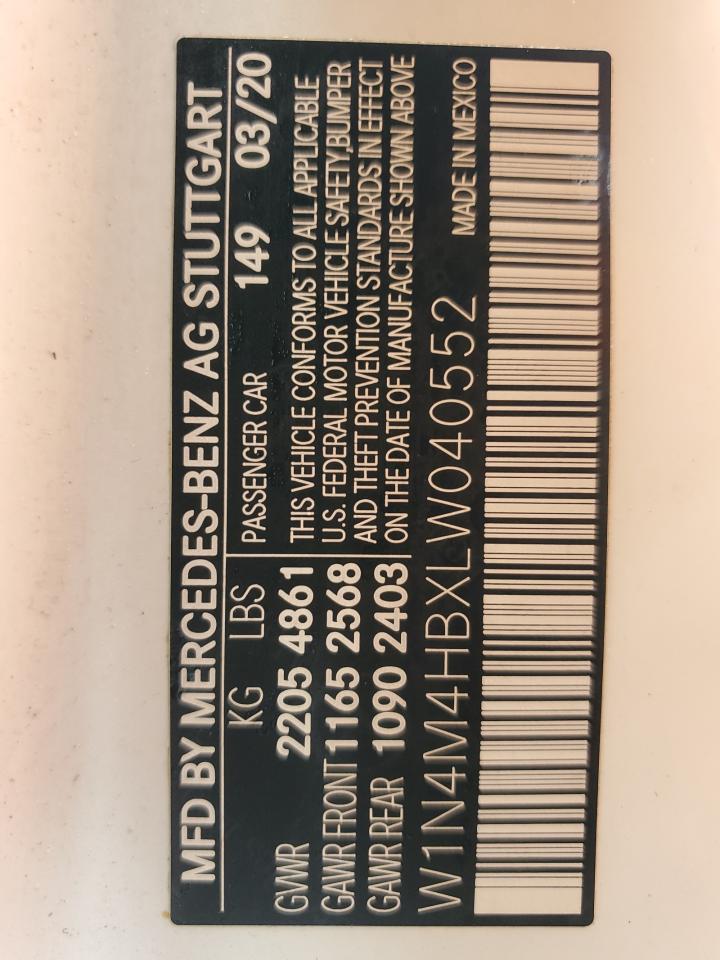 MFD BY MERCEDES-BENZ AG STUTTGART
KG LBS
GVWR 2205 4861
GAWR FRONT 1165 2568
GAWR REAR 1090 2403
PASSENGER CAR 149 03/20
THIS VEHICLE CONFORMS TO ALL APPLICABLE
U.S. FEDERAL MOTOR VEHICLE SAFETY,BUMPER
AND THEFT PREVENTION STANDARDS IN EFFECT
ON THE DATE OF MANUFACTURE SHOWN ABOVE
W1N4M4HBXLW040552 MADE IN MEXICO